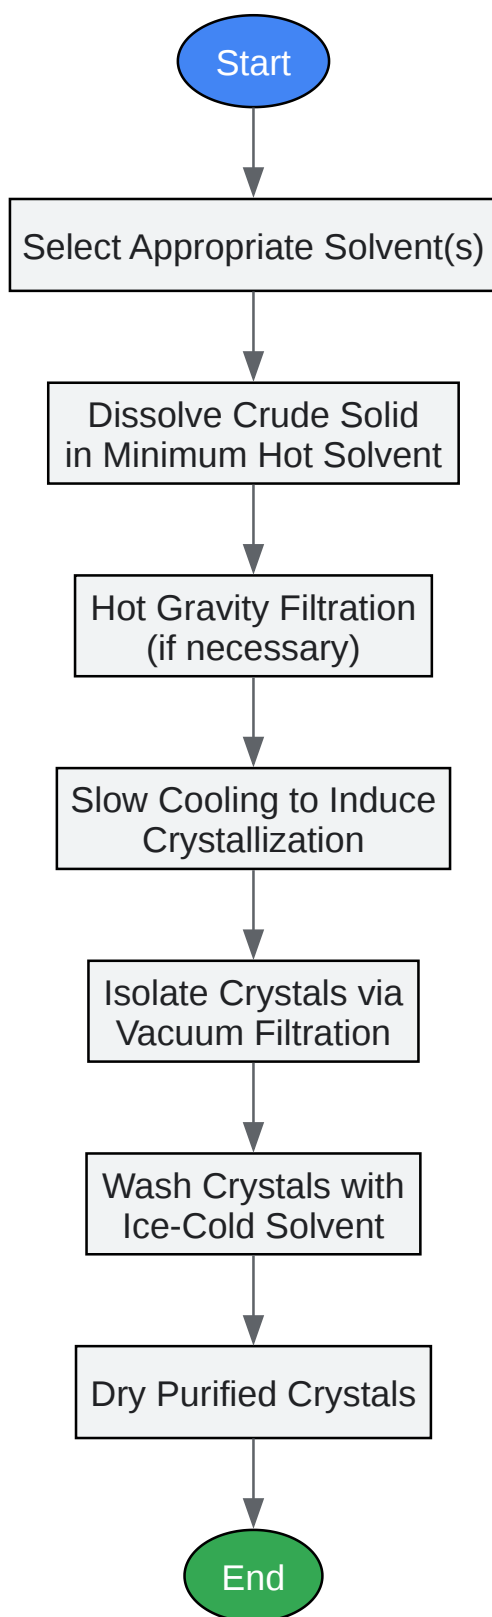 Start
Select Appropriate Solvent(s)
Dissolve Crude Solid
in Minimum Hot Solvent
Hot Gravity Filtration
(if necessary)
Slow Cooling to Induce
Crystallization
Isolate Crystals via
Vacuum Filtration
Wash Crystals with
Ice-Cold Solvent
Dry Purified Crystals
End